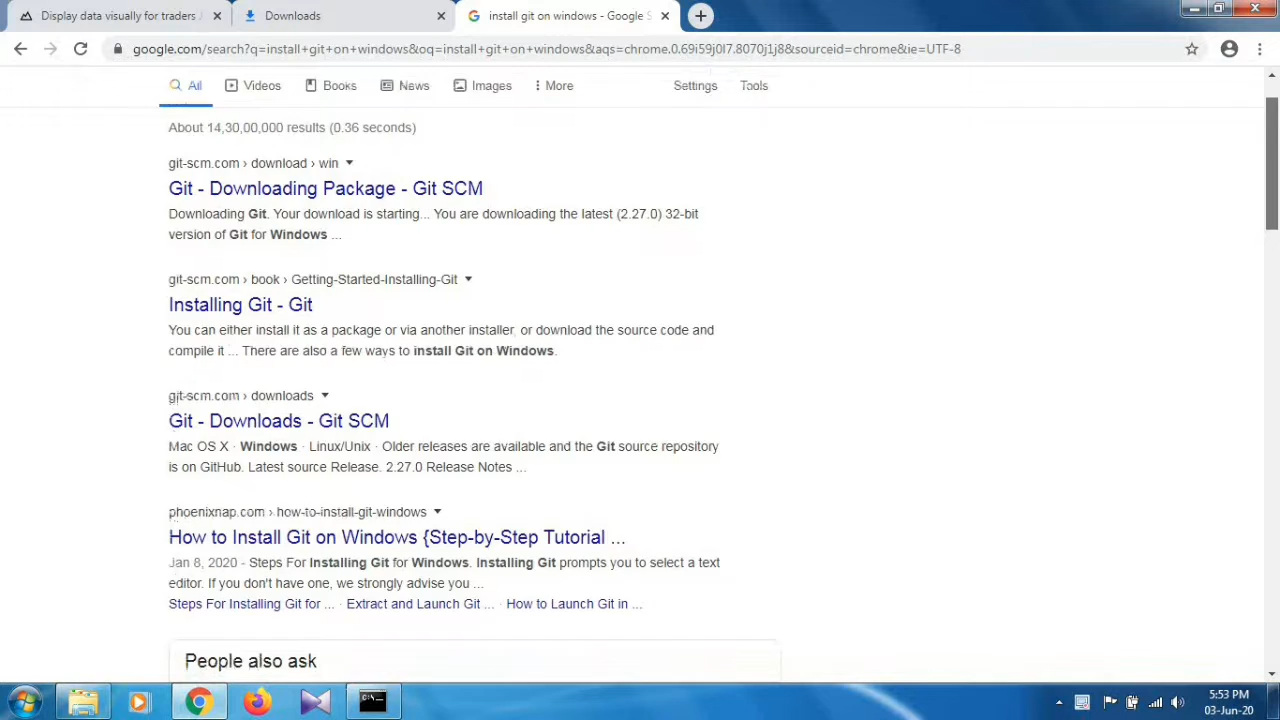 Display data visually for traders
Downloads
install git on windows - Google S
google.com/search?q=install+git+on+windows&oq=install+git+on+windows&aqs=chrome.0.69i59j0l7.8070j1j8&sourceid=chrome&ie=UTF-8
All Videos Books News Images More Settings Tools
About 14,30,00,000 results (0.36 seconds)
git-scm.com › download › win
Git - Downloading Package - Git SCM
Downloading Git. Your download is starting... You are downloading the latest (2.27.0) 32-bit
version of Git for Windows ...
git-scm.com › book › Getting-Started-Installing-Git
Installing Git - Git
You can either install it as a package or via another installer, or download the source code and
compile it ... There are also a few ways to install Git on Windows.
git-scm.com › downloads
Git - Downloads - Git SCM
Mac OS X · Windows · Linux/Unix · Older releases are available and the Git source repository
is on GitHub. Latest source Release. 2.27.0 Release Notes ...
phoenixnap.com › how-to-install-git-windows
How to Install Git on Windows {Step-by-Step Tutorial ...
Jan 8, 2020 - Steps For Installing Git for Windows. Installing Git prompts you to select a text
editor. If you don't have one, we strongly advise you ...
Steps For Installing Git for ... · Extract and Launch Git ... · How to Launch Git in ...
People also ask
5:53 PM
03-Jun-20